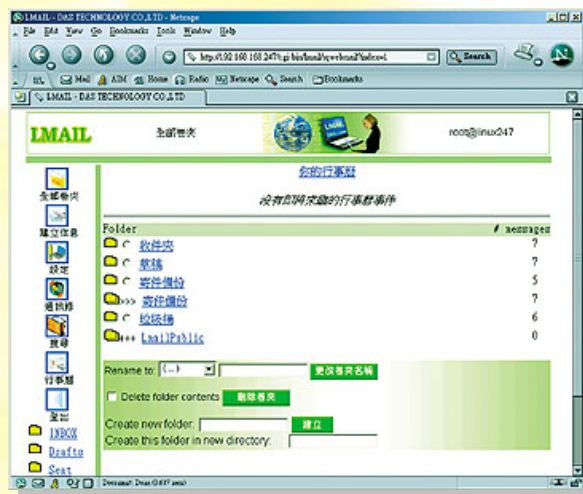 LMAIL - DAS TECHNOLOGY CO.,LTD - Netscape
File Edit View Go Bookmarks Tools Window Help
Search
Mail AIM Home Radio My Netscape Search Bookmarks
LMAIL - DAS TECHNOLOGY CO.,LTD
LMAIL
全部卷夾
root@linux247
你的行事曆
沒有即將來臨的行事曆事件
Folder # messages
收件夾 7
草稿 7
寄件備份 5
>>> 寄件備份 7
垃圾桶 6
+++ LmailPublic 0
Rename to: (..) 更改卷夾名稱
Delete folder contents 刪除卷夾
Create new folder: 建立
Create this folder in new directory:
全部卷夾
建立信息
設定
通訊錄
搜尋
行事曆
登出
INBOX
Drafts
Sent